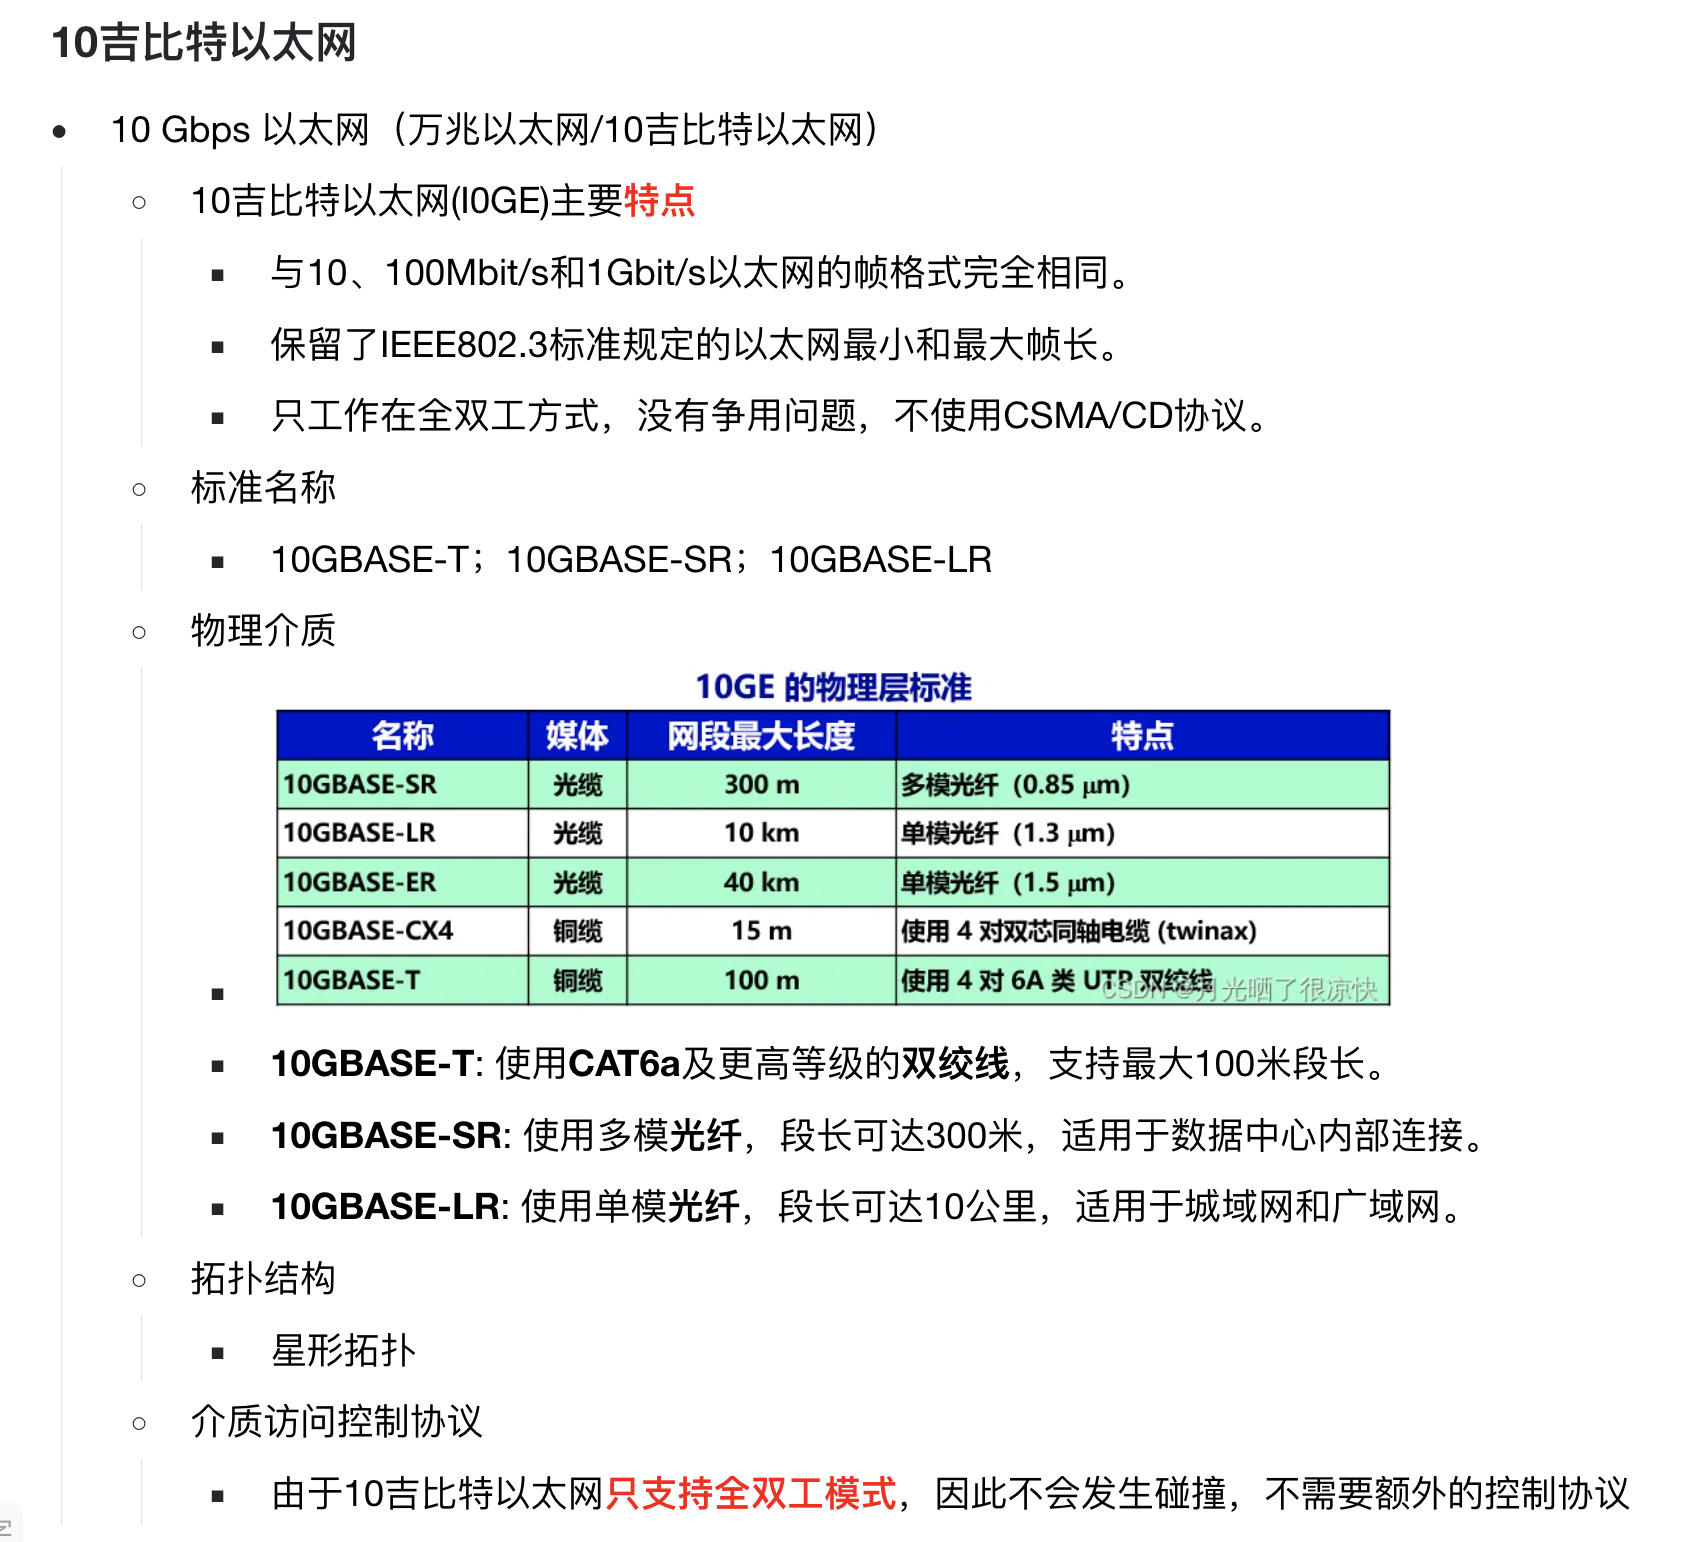 10吉比特以太网
10 Gbps 以太网（万兆以太网/10吉比特以太网）
10吉比特以太网(I0GE)主要特点
与10、100Mbit/s和1Gbit/s以太网的帧格式完全相同。
保留了IEEE802.3标准规定的以太网最小和最大帧长。
只工作在全双工方式，没有争用问题，不使用CSMA/CD协议。
标准名称
10GBASE-T；10GBASE-SR；10GBASE-LR
物理介质
10GE 的物理层标准
名称 媒体 网段最大长度 特点
10GBASE-SR 光缆 300 m 多模光纤（0.85 μm）
10GBASE-LR 光缆 10 km 单模光纤（1.3 μm）
10GBASE-ER 光缆 40 km 单模光纤（1.5 μm）
10GBASE-CX4 铜缆 15 m 使用 4 对双芯同轴电缆 (twinax)
10GBASE-T 铜缆 100 m 使用 4 对 6A 类 UTP 双绞线
CSDN @月光晒了很凉快
10GBASE-T: 使用CAT6a及更高等级的双绞线，支持最大100米段长。
10GBASE-SR: 使用多模光纤，段长可达300米，适用于数据中心内部连接。
10GBASE-LR: 使用单模光纤，段长可达10公里，适用于城域网和广域网。
拓扑结构
星形拓扑
介质访问控制协议
由于10吉比特以太网只支持全双工模式，因此不会发生碰撞，不需要额外的控制协议